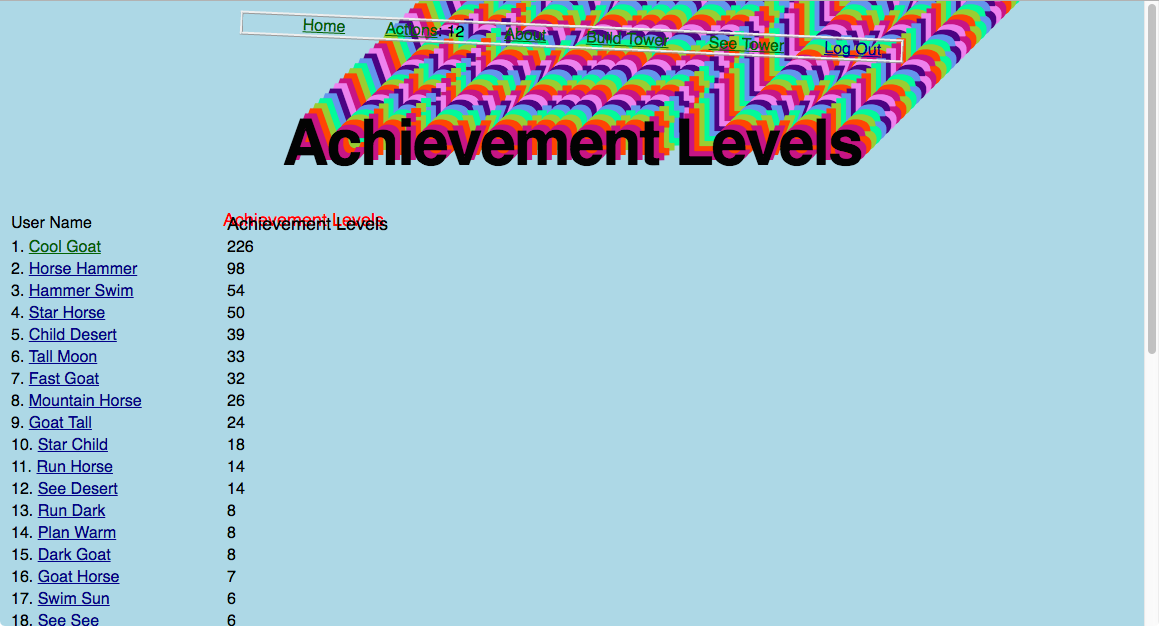 Home Actions: 12 About Build Tower See Tower Log Out
Achievement Levels
User Name Achievement Levels
1. Cool Goat 226
2. Horse Hammer 98
3. Hammer Swim 54
4. Star Horse 50
5. Child Desert 39
6. Tall Moon 33
7. Fast Goat 32
8. Mountain Horse 26
9. Goat Tall 24
10. Star Child 18
11. Run Horse 14
12. See Desert 14
13. Run Dark 8
14. Plan Warm 8
15. Dark Goat 8
16. Goat Horse 7
17. Swim Sun 6
18. See See 6